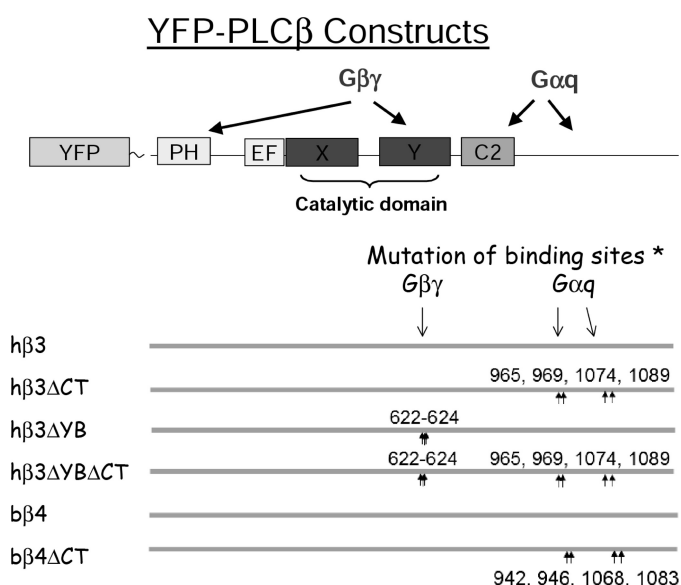 YFP-PLCβ Constructs
Gβγ Gαq
YFP PH EF X Y C2
Catalytic domain
Mutation of binding sites *
Gβγ Gαq
hβ3
965, 969, 1074, 1089
hβ3ΔCT
622-624
hβ3ΔYB
622-624 965, 969, 1074, 1089
hβ3ΔYBΔCT
bβ4
bβ4ΔCT
942, 946, 1068, 1083